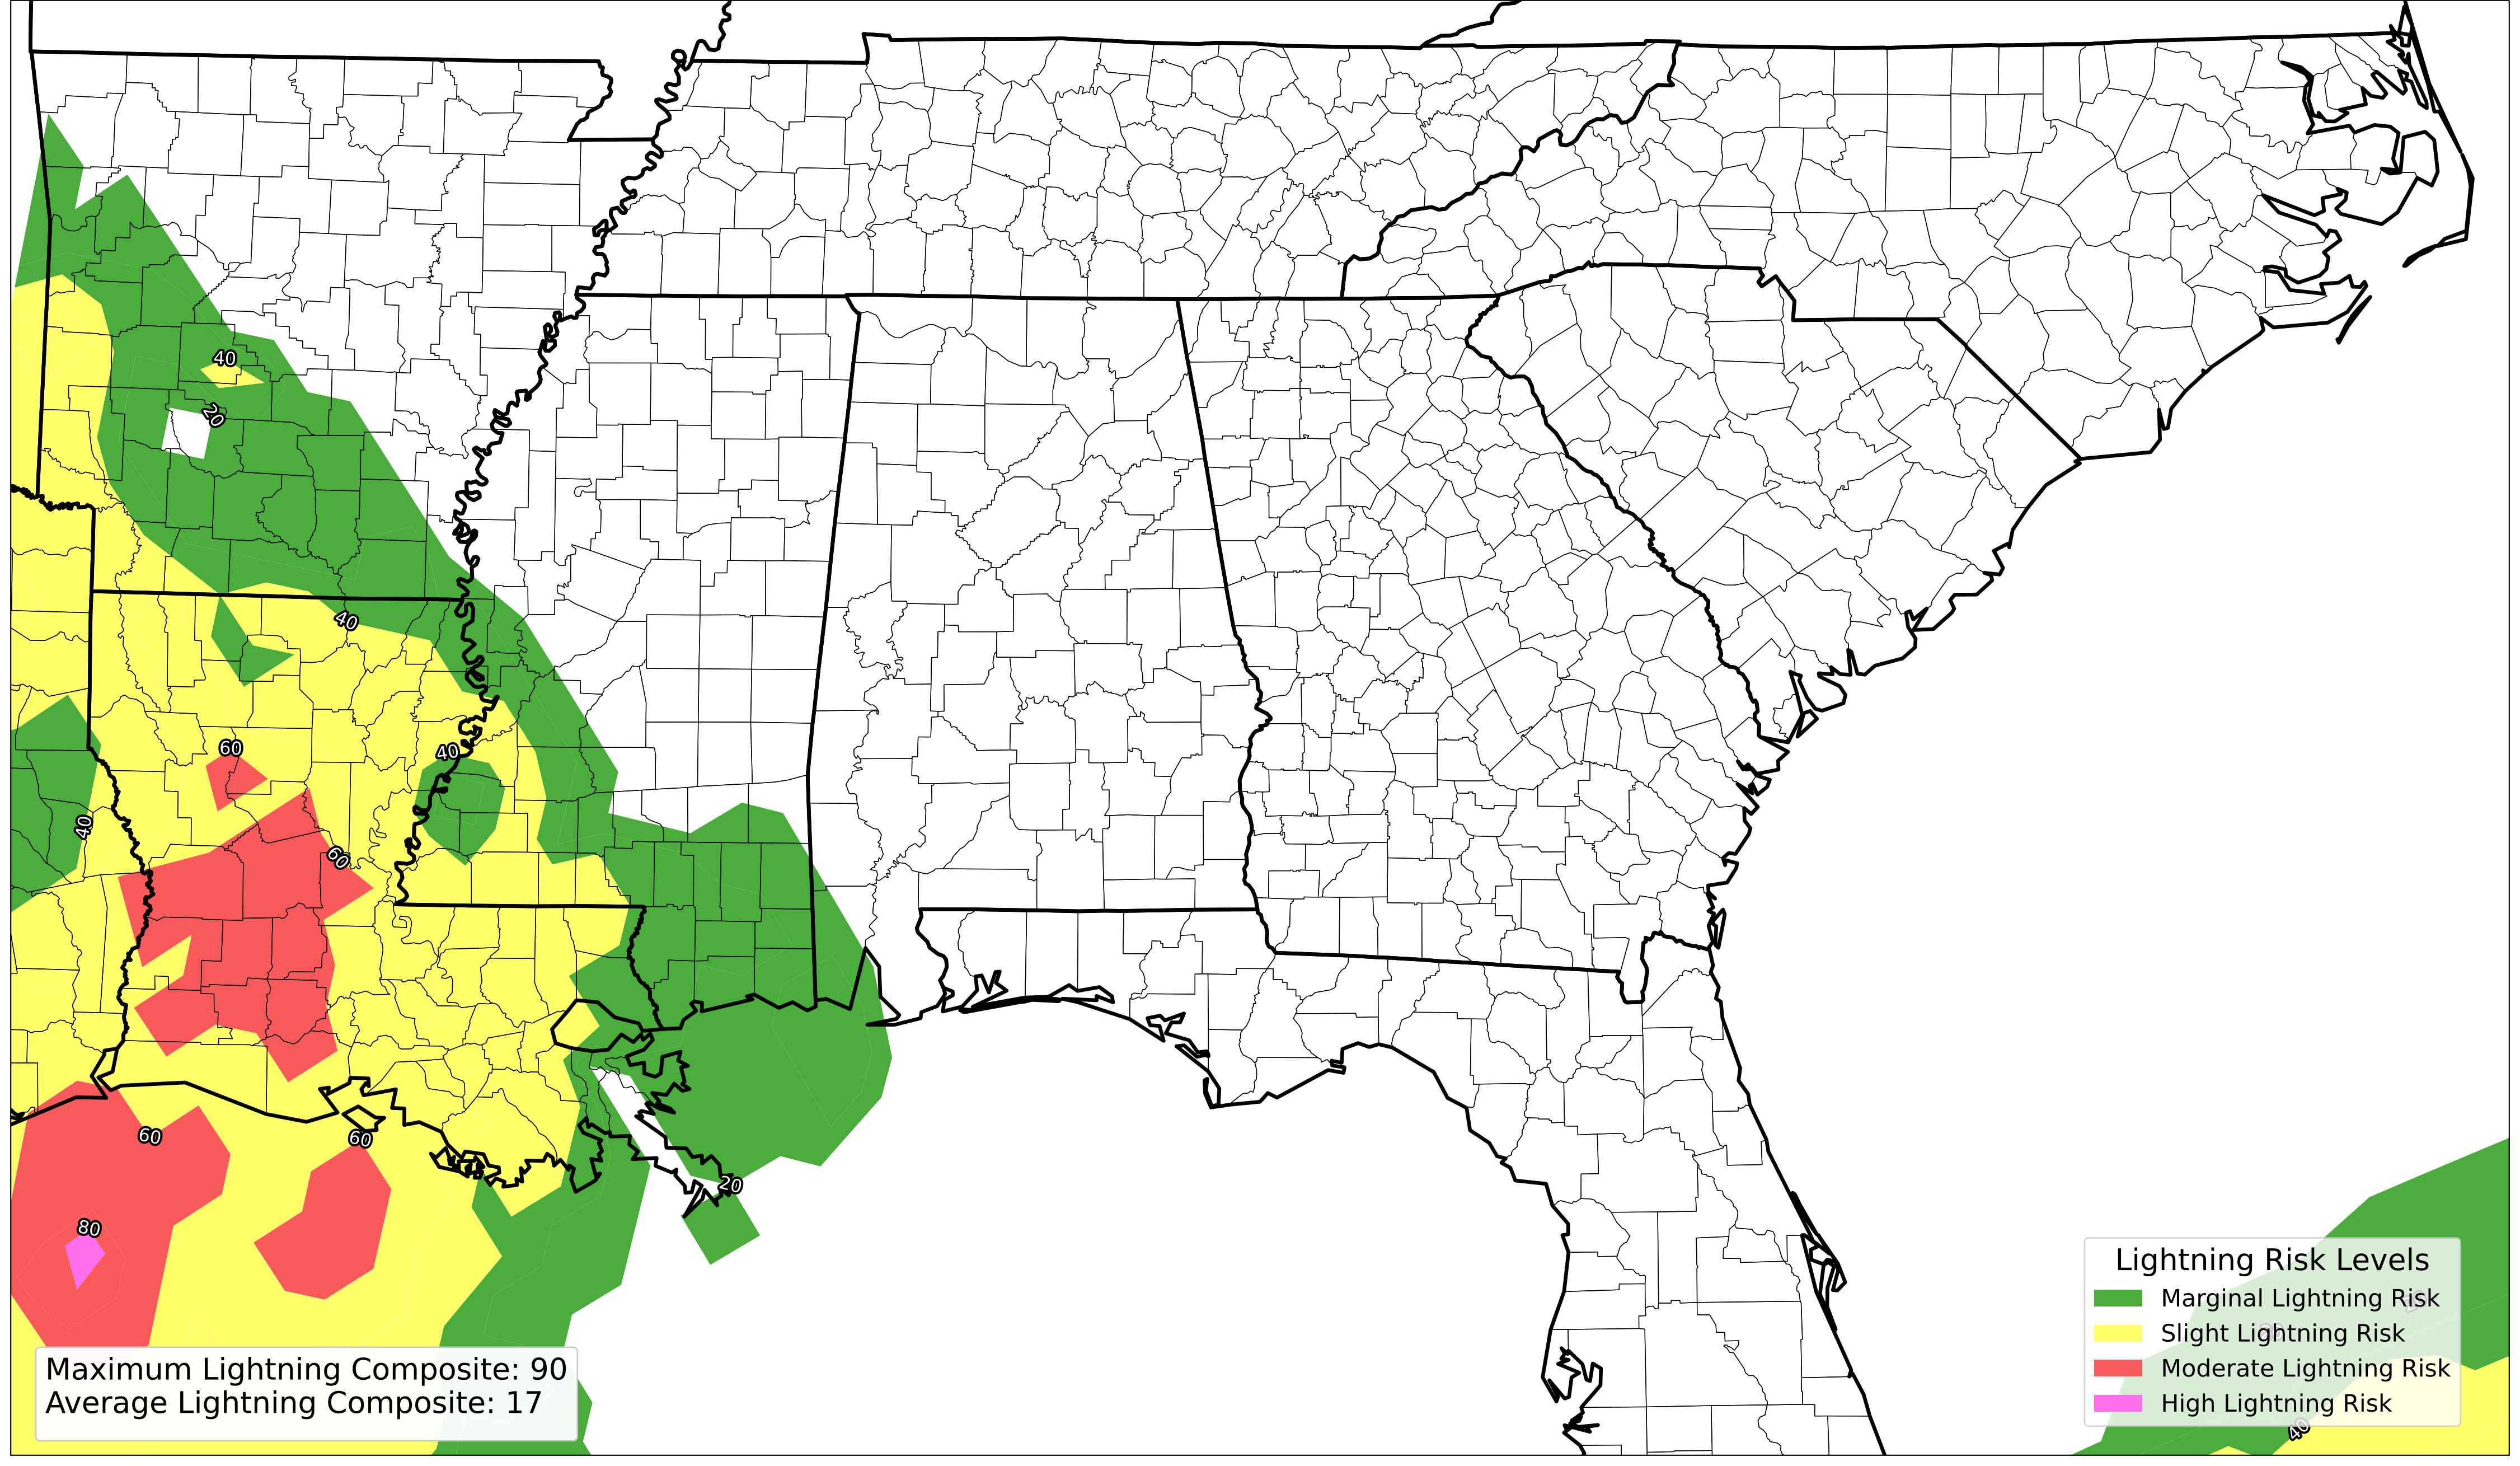 40
20
40
60
40
40
60
60
60
80
20
Lightning Risk Levels
Marginal Lightning Risk
Slight Lightning Risk
Moderate Lightning Risk
High Lightning Risk
Maximum Lightning Composite: 90
Average Lightning Composite: 17
40